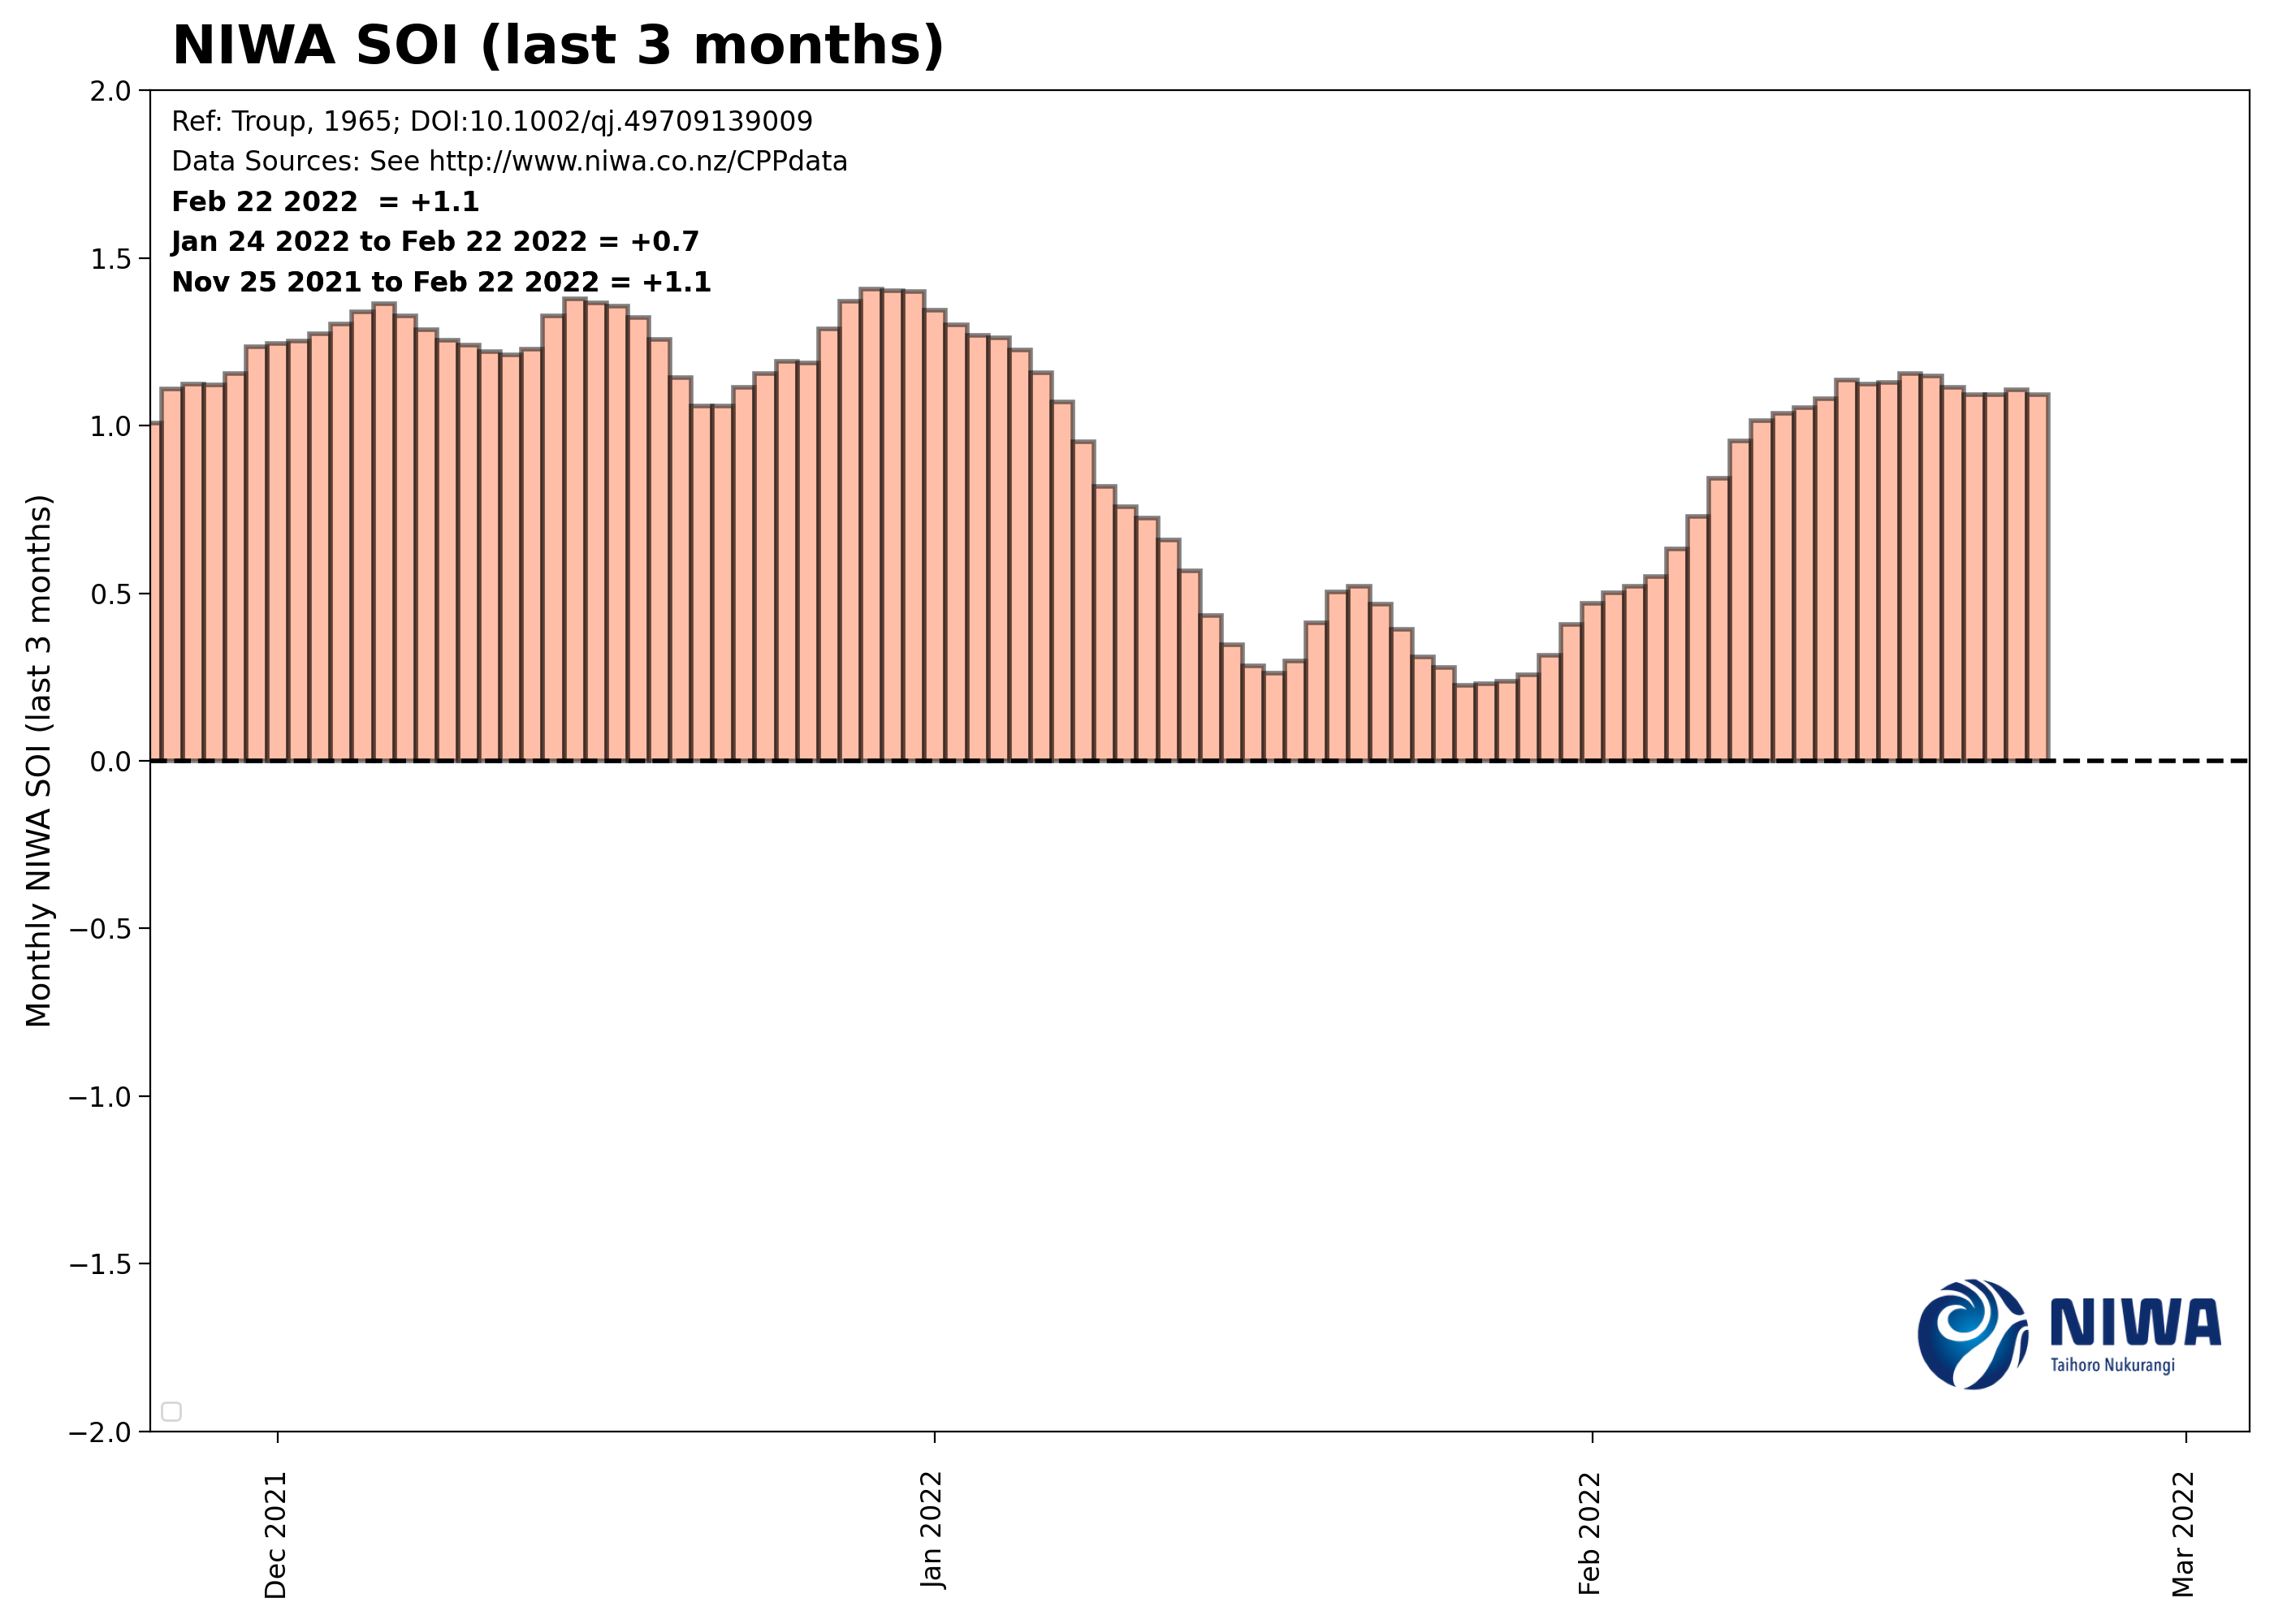 NIWA SOI (last 3 months)
Ref: Troup, 1965; DOI:10.1002/qj.49709139009
Data Sources: See http://www.niwa.co.nz/CPPdata
Feb 22 2022  = +1.1
Jan 24 2022 to Feb 22 2022 = +0.7
Nov 25 2021 to Feb 22 2022 = +1.1
Monthly NIWA SOI (last 3 months)
2.0
1.5
1.0
0.5
0.0
−0.5
−1.0
−1.5
−2.0
NIWA
Taihoro Nukurangi
Dec 2021
Jan 2022
Feb 2022
Mar 2022